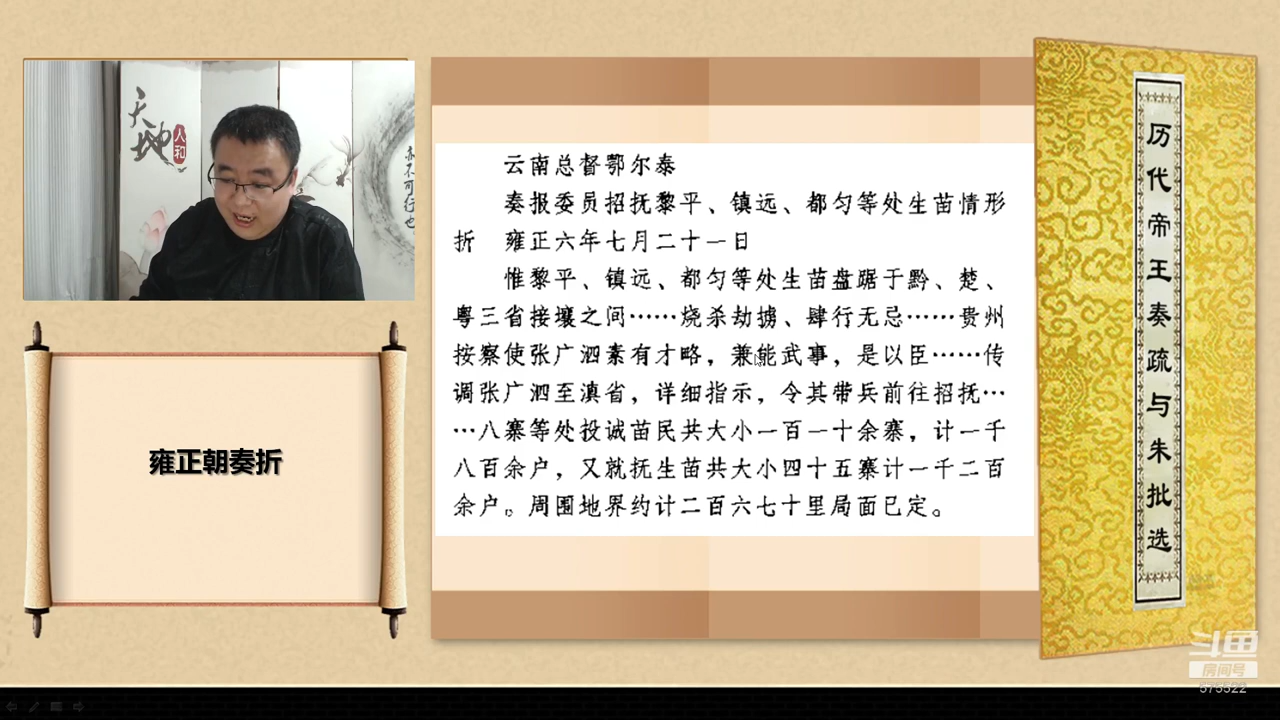 天地
人和
亦不可行也
雍正朝奏折
云南总督鄂尔泰
奏报委员招抚黎平、镇远、都匀等处生苗情形
折 雍正六年七月二十一日
惟黎平、镇远、都匀等处生苗盘踞于黔、楚、
粤三省接壤之间……烧杀劫掳、肆行无忌……贵州
按察使张广泗素有才略，兼能武事，是以臣……传
调张广泗至滇省，详细指示，令其带兵前往招抚…
…八寨等处投诚苗民共大小一百一十余寨，计一千
八百余户，又就抚生苗共大小四十五寨计一千二百
余户。周围地界约计二百六七十里局面已定。
历代帝王奏疏与朱批选
斗鱼
房间号
575522